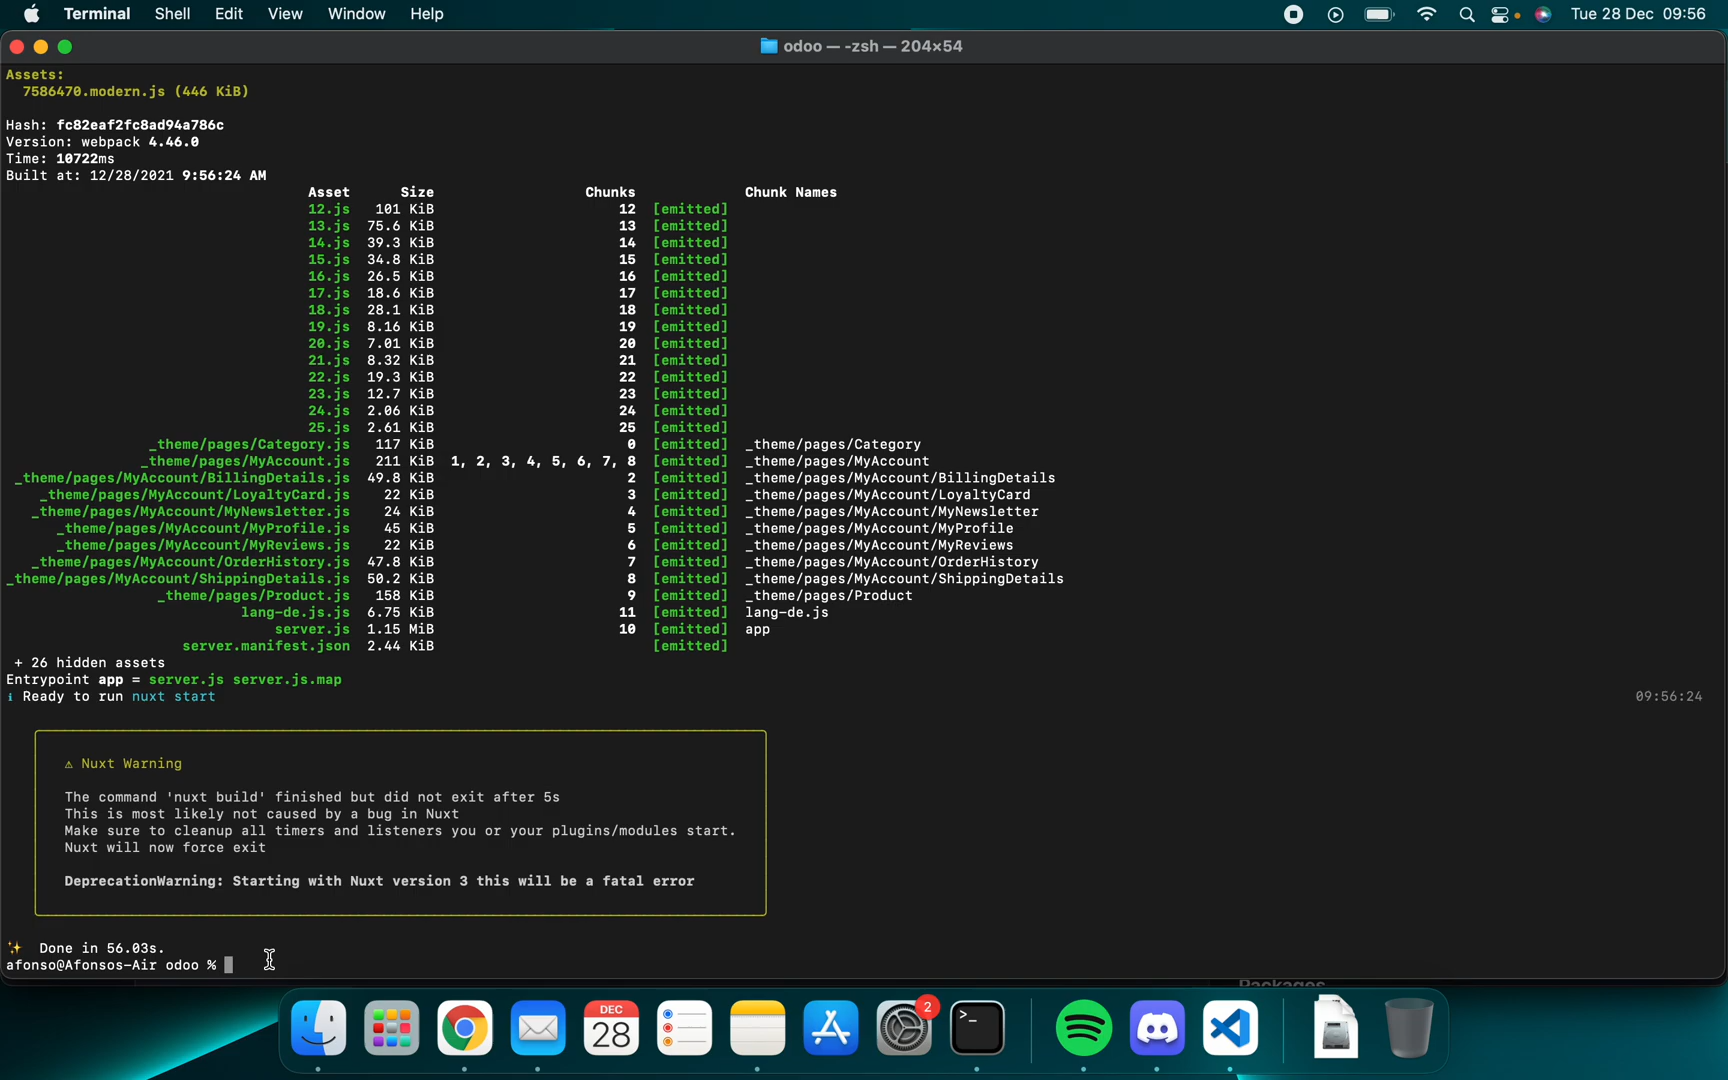 Terminal Shell Edit View Window Help Tue 28 Dec 09:56
odoo — -zsh — 204×54
Assets:
7586470.modern.js (446 KiB)
Hash: fc82eaf2fc8ad94a786c
Version: webpack 4.46.0
Time: 10722ms
Built at: 12/28/2021 9:56:24 AM
Asset Size Chunks Chunk Names
12.js 101 KiB 12 [emitted]
13.js 75.6 KiB 13 [emitted]
14.js 39.3 KiB 14 [emitted]
15.js 34.8 KiB 15 [emitted]
16.js 26.5 KiB 16 [emitted]
17.js 18.6 KiB 17 [emitted]
18.js 28.1 KiB 18 [emitted]
19.js 8.16 KiB 19 [emitted]
20.js 7.01 KiB 20 [emitted]
21.js 8.32 KiB 21 [emitted]
22.js 19.3 KiB 22 [emitted]
23.js 12.7 KiB 23 [emitted]
24.js 2.06 KiB 24 [emitted]
25.js 2.61 KiB 25 [emitted]
_theme/pages/Category.js 117 KiB 0 [emitted] _theme/pages/Category
_theme/pages/MyAccount.js 211 KiB 1, 2, 3, 4, 5, 6, 7, 8 [emitted] _theme/pages/MyAccount
_theme/pages/MyAccount/BillingDetails.js 49.8 KiB 2 [emitted] _theme/pages/MyAccount/BillingDetails
_theme/pages/MyAccount/LoyaltyCard.js 22 KiB 3 [emitted] _theme/pages/MyAccount/LoyaltyCard
_theme/pages/MyAccount/MyNewsletter.js 24 KiB 4 [emitted] _theme/pages/MyAccount/MyNewsletter
_theme/pages/MyAccount/MyProfile.js 45 KiB 5 [emitted] _theme/pages/MyAccount/MyProfile
_theme/pages/MyAccount/MyReviews.js 22 KiB 6 [emitted] _theme/pages/MyAccount/MyReviews
_theme/pages/MyAccount/OrderHistory.js 47.8 KiB 7 [emitted] _theme/pages/MyAccount/OrderHistory
_theme/pages/MyAccount/ShippingDetails.js 50.2 KiB 8 [emitted] _theme/pages/MyAccount/ShippingDetails
_theme/pages/Product.js 158 KiB 9 [emitted] _theme/pages/Product
lang-de.js.js 6.75 KiB 11 [emitted] lang-de.js
server.js 1.15 MiB 10 [emitted] app
server.manifest.json 2.44 KiB [emitted]
+ 26 hidden assets
Entrypoint app = server.js server.js.map
ℹ Ready to run nuxt start 09:56:24
⚠ Nuxt Warning
The command 'nuxt build' finished but did not exit after 5s
This is most likely not caused by a bug in Nuxt
Make sure to cleanup all timers and listeners you or your plugins/modules start.
Nuxt will now force exit
DeprecationWarning: Starting with Nuxt version 3 this will be a fatal error
✨ Done in 56.03s.
afonso@Afonsos-Air odoo %
Packages
DEC
28
2
>_